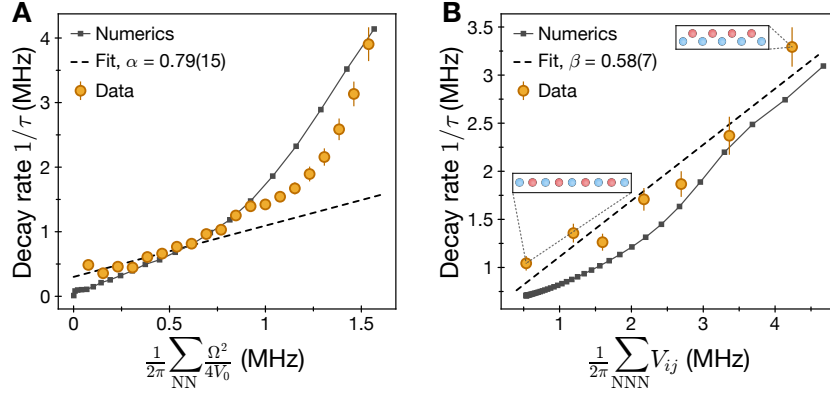 A
Numerics
Fit, α = 0.79(15)
Data
Decay rate 1/τ (MHz)
4
3
2
1
0
0 0.5 1.0 1.5
1/2π ∑NN Ω²/4V₀ (MHz)
B
Numerics
Fit, β = 0.58(7)
Data
Decay rate 1/τ (MHz)
3.5
3
2.5
2
1.5
1
1 2 3 4
1/2π ∑NNN Vij (MHz)